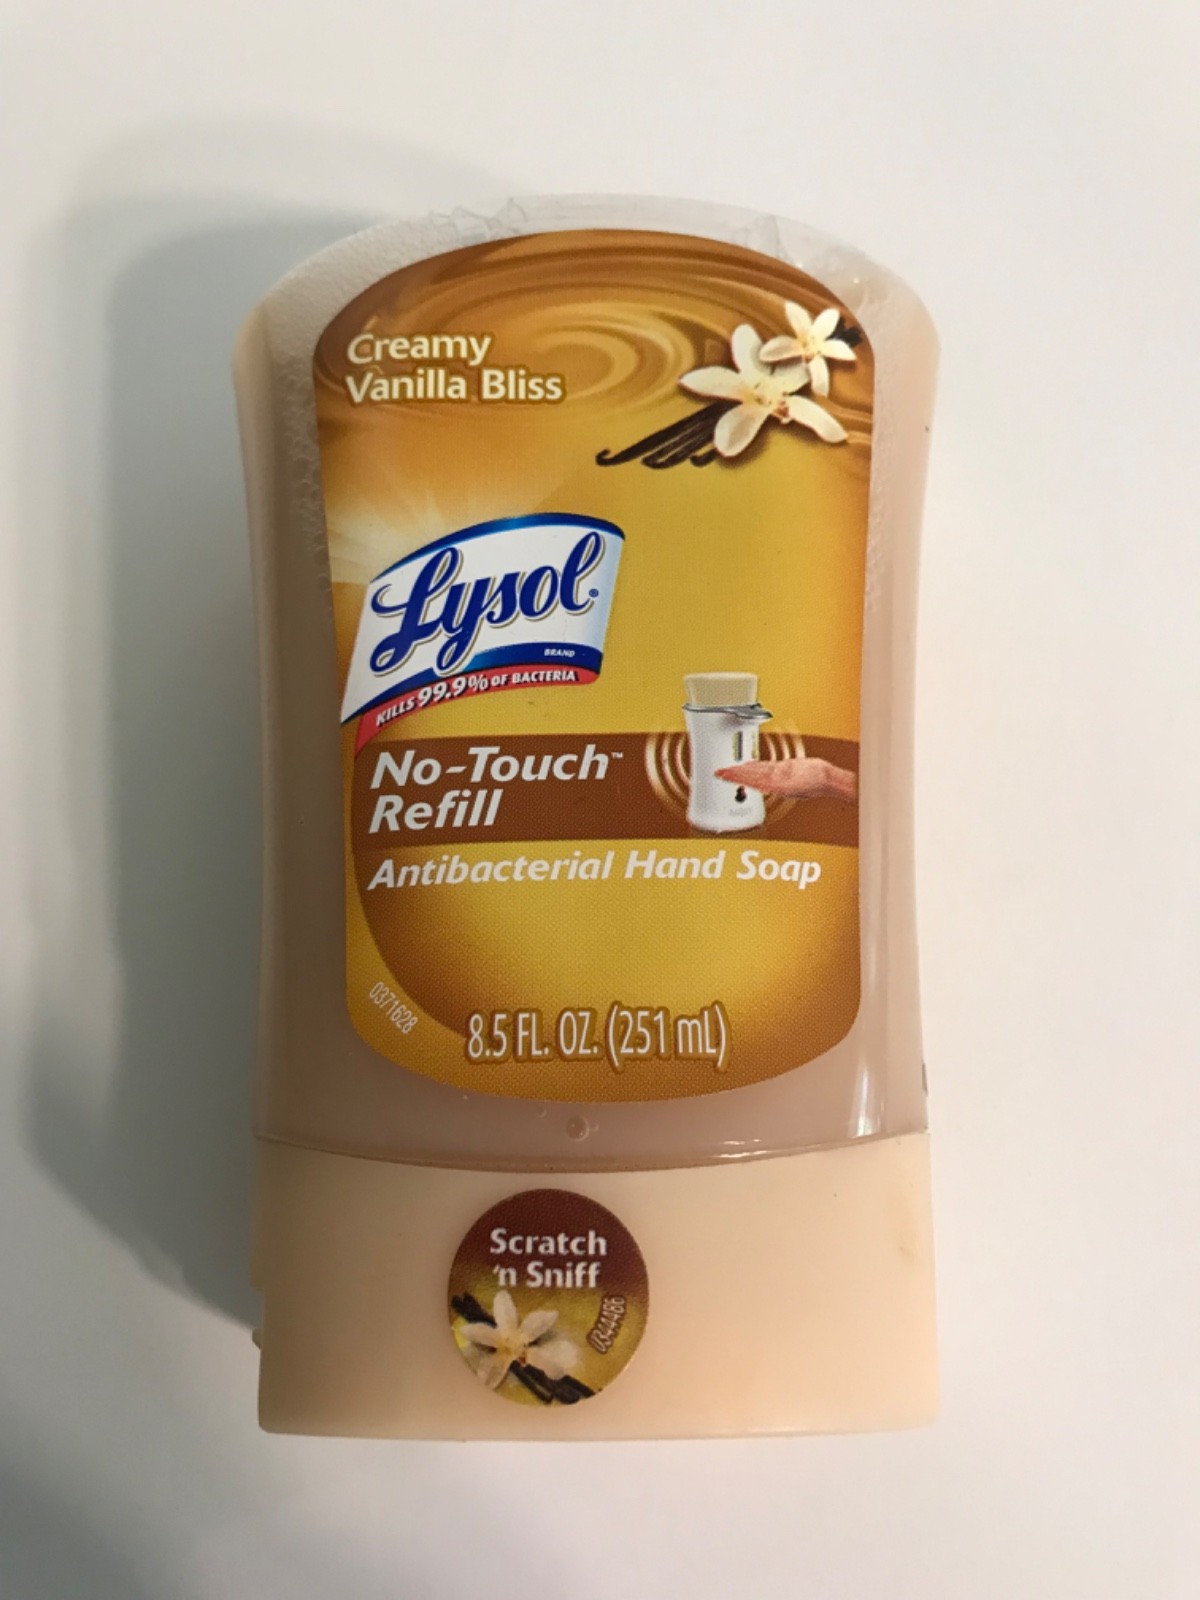 Creamy
Vanilla Bliss
Lysol®
BRAND
KILLS 99.9% OF BACTERIA
No-Touch™
Refill
Antibacterial Hand Soap
0371628
8.5 FL. OZ. (251 mL)
Scratch
'n Sniff
0344486